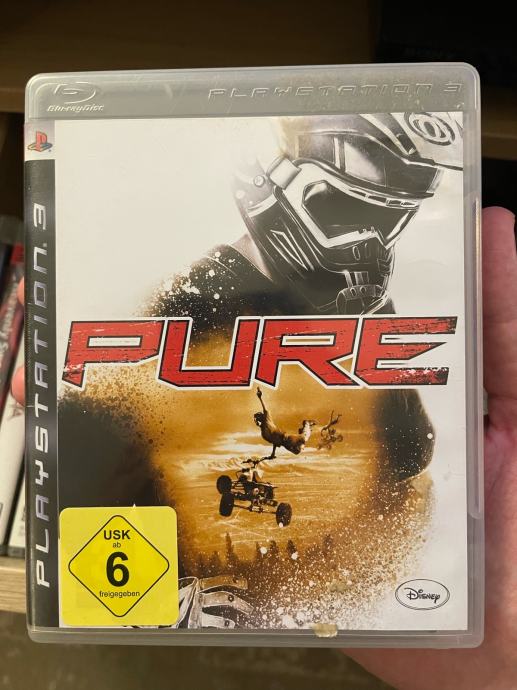 Blu-ray Disc
PLAYSTATION 3
PLAYSTATION 3
PURE
USK
ab
6
freigegeben
Disney